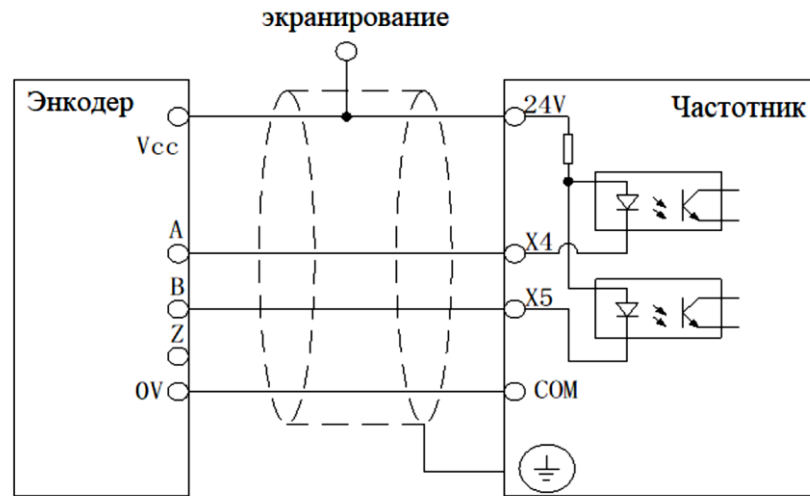 экранирование
Энкодер
24V
Частотник
Vcc
A
X4
B
X5
Z
0V
COM